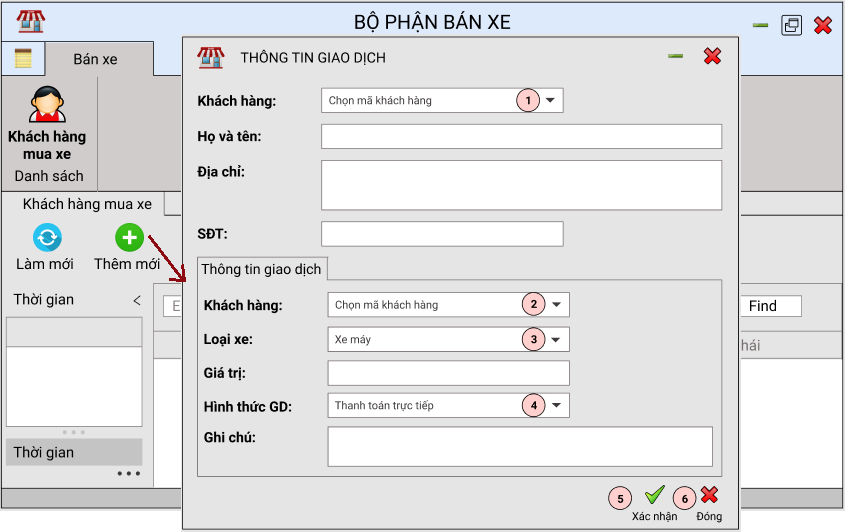 BỘ PHẬN BÁN XE
Bán xe
THÔNG TIN GIAO DỊCH
Khách hàng
mua xe
Danh sách
Khách hàng mua xe
Làm mới
Thêm mới
Thời gian
<
Thời gian
Khách hàng:
Chọn mã khách hàng
1
Họ và tên:
Địa chỉ:
SĐT:
Thông tin giao dịch
Khách hàng:
Chọn mã khách hàng
2
Loại xe:
Xe máy
3
Giá trị:
Hình thức GD:
Thanh toán trực tiếp
4
Ghi chú:
5
Xác nhận
6
Đóng
E
Find
hái